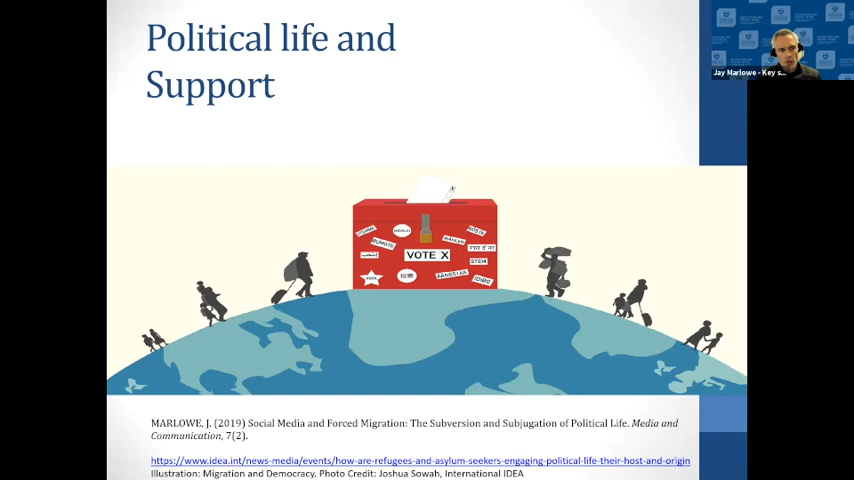 Political life and
Support
Jay Marlowe - Key s...
VOTE X
STEM
MARLOWE, J. (2019) Social Media and Forced Migration: The Subversion and Subjugation of Political Life. Media and
Communication, 7(2).
https://www.idea.int/news-media/events/how-are-refugees-and-asylum-seekers-engaging-political-life-their-host-and-origin
Illustration: Migration and Democracy. Photo Credit: Joshua Sowah, International IDEA